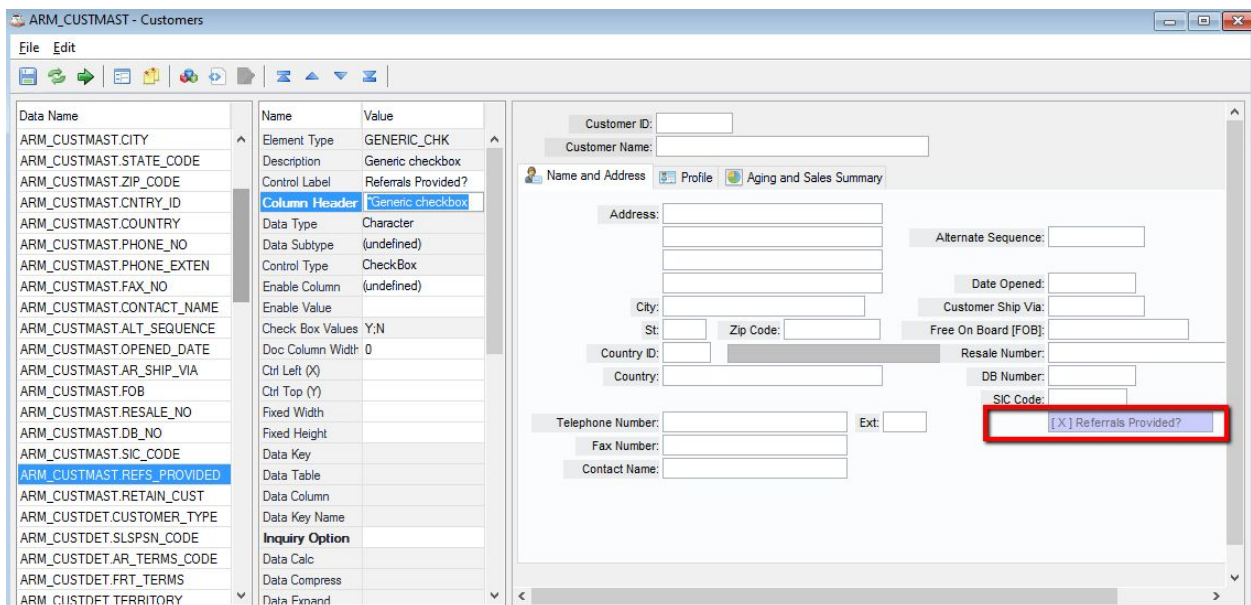 ARM_CUSTMAST - Customers
File Edit
Data Name
ARM_CUSTMAST.CITY
ARM_CUSTMAST.STATE_CODE
ARM_CUSTMAST.ZIP_CODE
ARM_CUSTMAST.CNTRY_ID
ARM_CUSTMAST.COUNTRY
ARM_CUSTMAST.PHONE_NO
ARM_CUSTMAST.PHONE_EXTEN
ARM_CUSTMAST.FAX_NO
ARM_CUSTMAST.CONTACT_NAME
ARM_CUSTMAST.ALT_SEQUENCE
ARM_CUSTMAST.OPENED_DATE
ARM_CUSTMAST.AR_SHIP_VIA
ARM_CUSTMAST.FOB
ARM_CUSTMAST.RESALE_NO
ARM_CUSTMAST.DB_NO
ARM_CUSTMAST.SIC_CODE
ARM_CUSTMAST.REFS_PROVIDED
ARM_CUSTMAST.RETAIN_CUST
ARM_CUSTDET.CUSTOMER_TYPE
ARM_CUSTDET.SLSPSN_CODE
ARM_CUSTDET.AR_TERMS_CODE
ARM_CUSTDET.FRT_TERMS
ARM_CUSTDET.TERRITORY
Name Value
Element Type GENERIC_CHK
Description Generic checkbox
Control Label Referrals Provided?
Column Header "Generic checkbox
Data Type Character
Data Subtype (undefined)
Control Type CheckBox
Enable Column (undefined)
Enable Value
Check Box Values Y;N
Doc Column Width 0
Ctrl Left (X)
Ctrl Top (Y)
Fixed Width
Fixed Height
Data Key
Data Table
Data Column
Data Key Name
Inquiry Option
Data Calc
Data Compress
Data Expand
Customer ID:
Customer Name:
Name and Address Profile Aging and Sales Summary
Address:
Alternate Sequence:
Date Opened:
City: Customer Ship Via:
St: Zip Code: Free On Board [FOB]:
Country ID: Resale Number:
Country: DB Number:
SIC Code:
Telephone Number: Ext: [ X ] Referrals Provided?
Fax Number:
Contact Name: